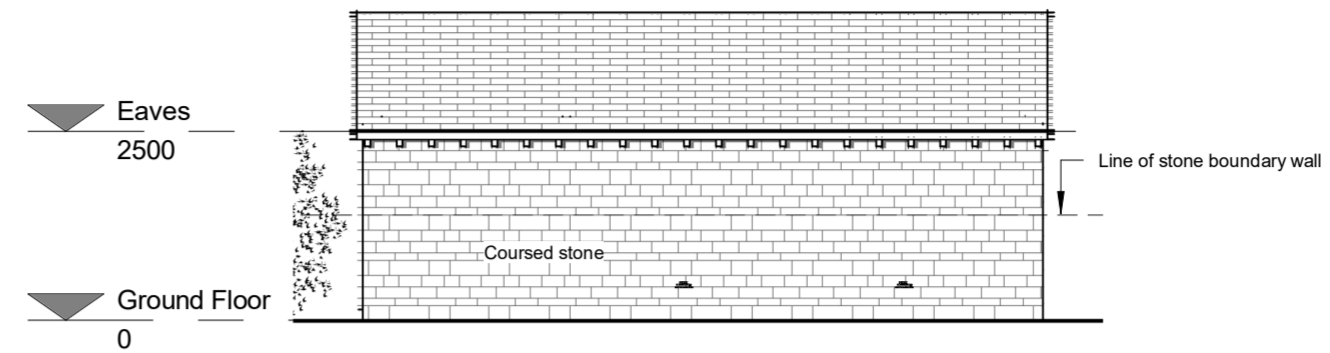 Eaves
2500
Line of stone boundary wall
Coursed stone
Ground Floor
0